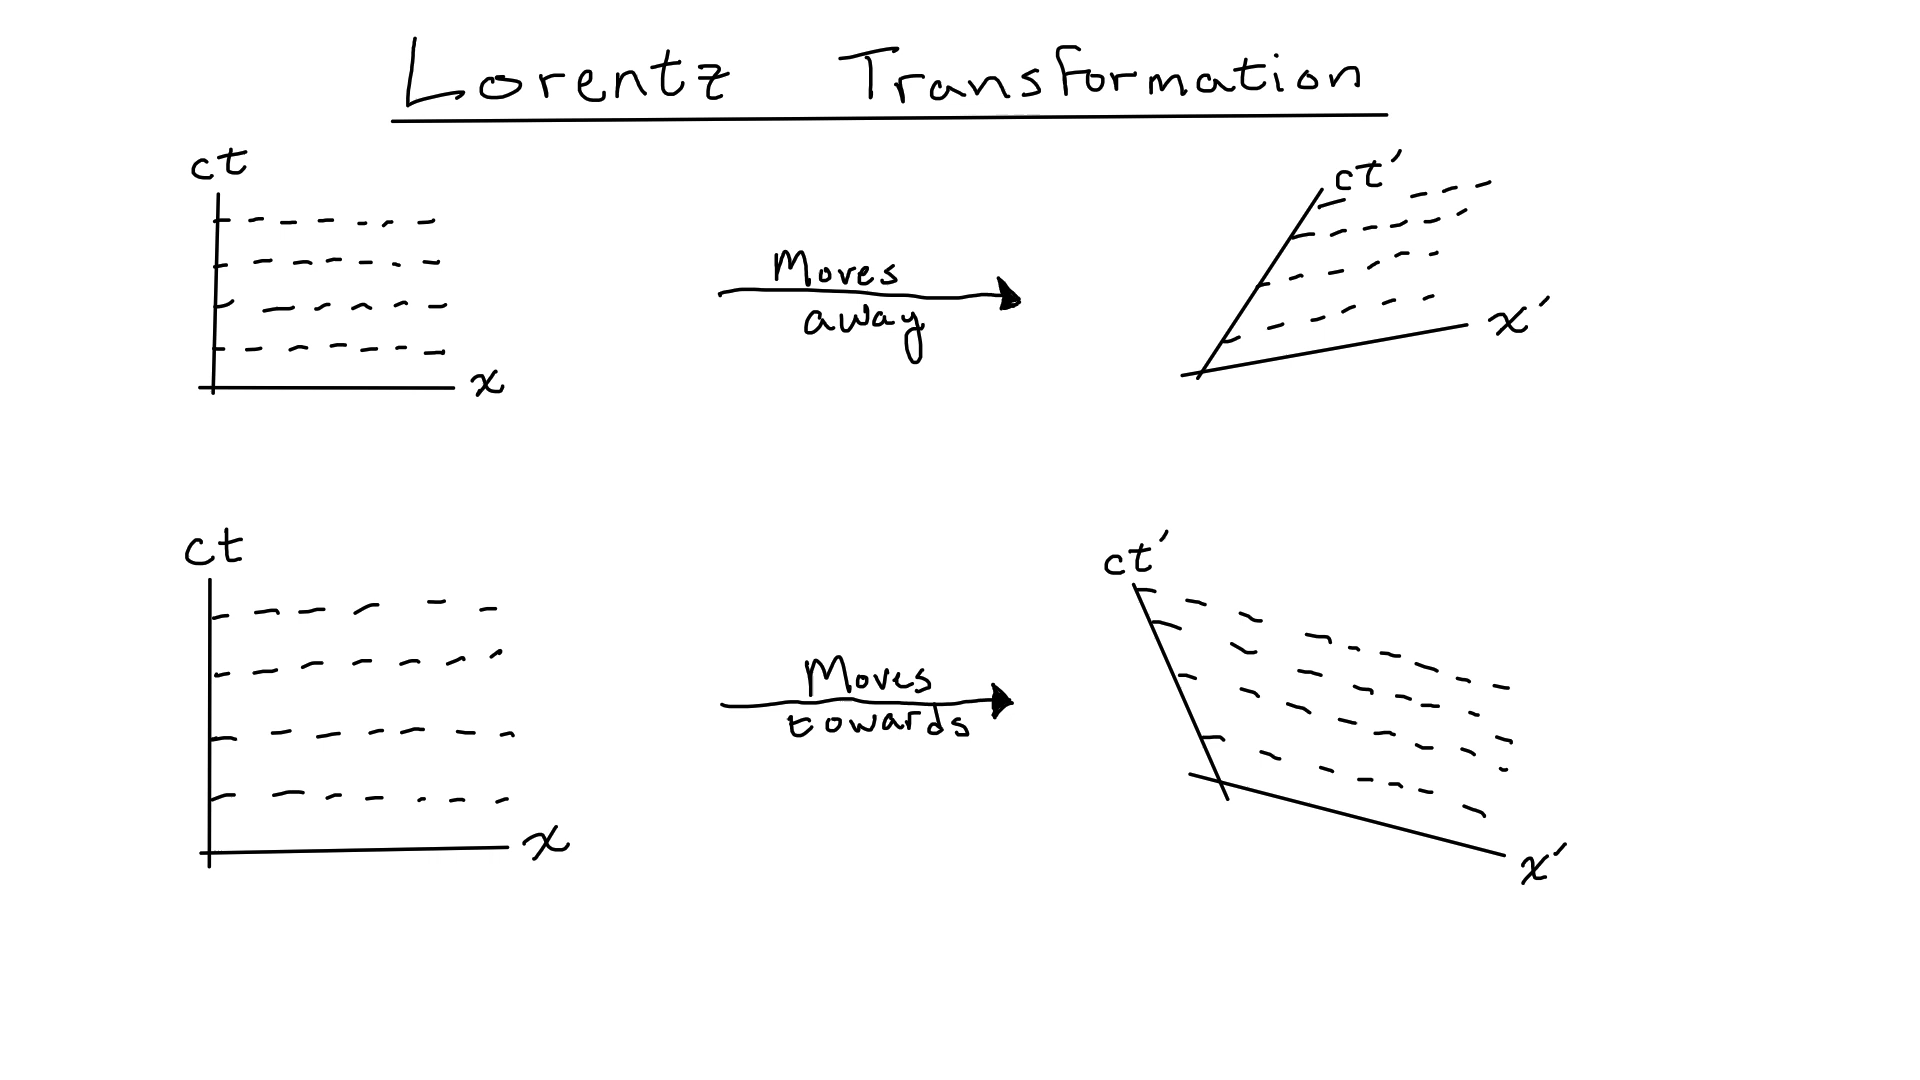 Lorentz Transformation
ct
x
Moves
away
ct′
x′
ct
x
Moves
towards
ct′
x′